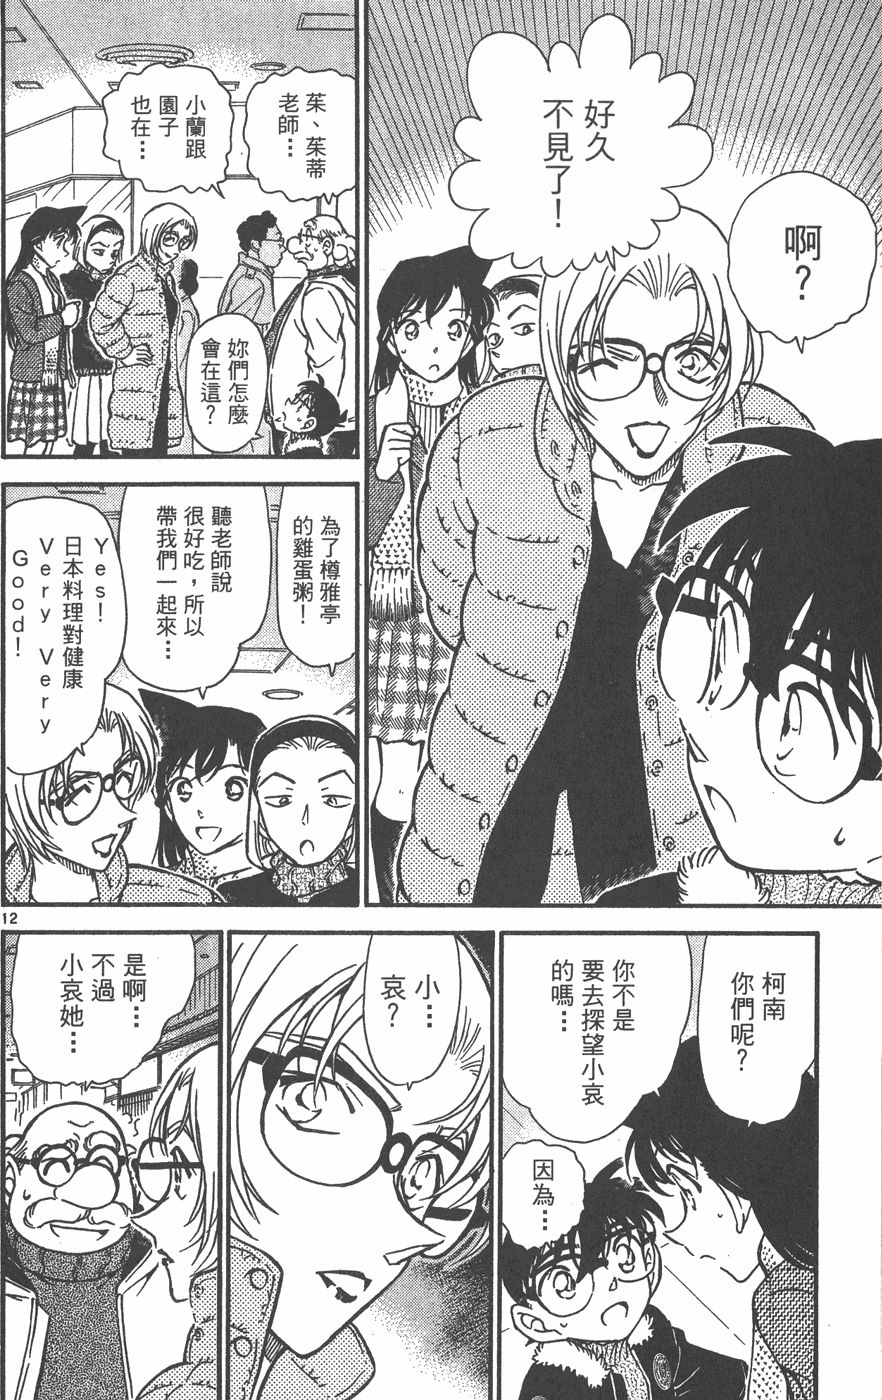 啊?
好久
不見了!
茱、茱蒂
老師…
小蘭跟
園子
也在…
妳們怎麼
會在這?
為了樽雅亭
的雞蛋粥!
聽老師說
很好吃,所以
帶我們一起來…
Yes!
日本料理對健康
Very Very
Good!
12
柯南
你們呢?
你不是
要去探望小哀
的嗎…
因為…
小…
哀?
是啊…
不過
小哀她…